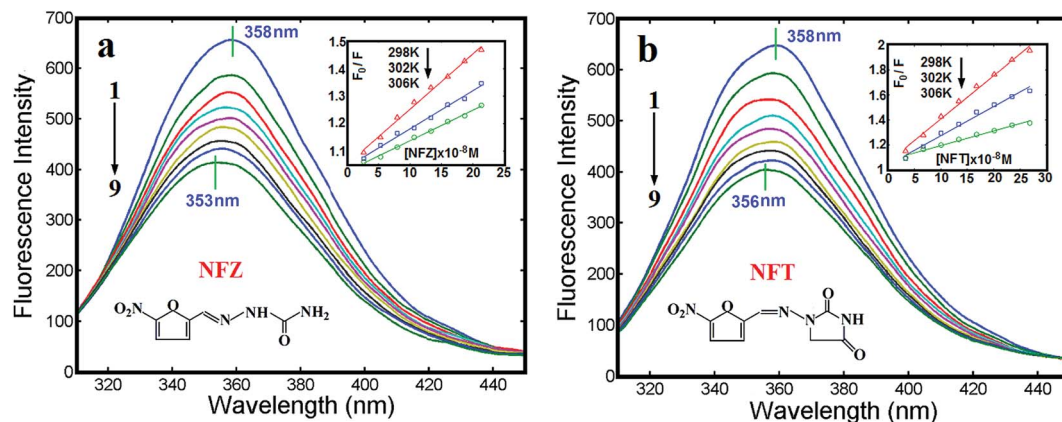 a
Fluorescence Intensity
700
600
500
400
300
200
100
0
320 340 360 380 400 420 440
Wavelength (nm)
358nm
353nm
1
9
NFZ
O₂N O N NH NH₂ O
F₀/F
1.5
1.4
1.3
1.2
1.1
0 5 10 15 20 25
[NFZ]x10⁻⁸M
298K
302K
306K
b
Fluorescence Intensity
700
600
500
400
300
200
100
0
320 340 360 380 400 420 440
Wavelength (nm)
358nm
356nm
1
9
NFT
O₂N O N N O NH O
F₀/F
2
1.8
1.6
1.4
1.2
1
0 5 10 15 20 25 30
[NFT]x10⁻⁸M
298K
302K
306K